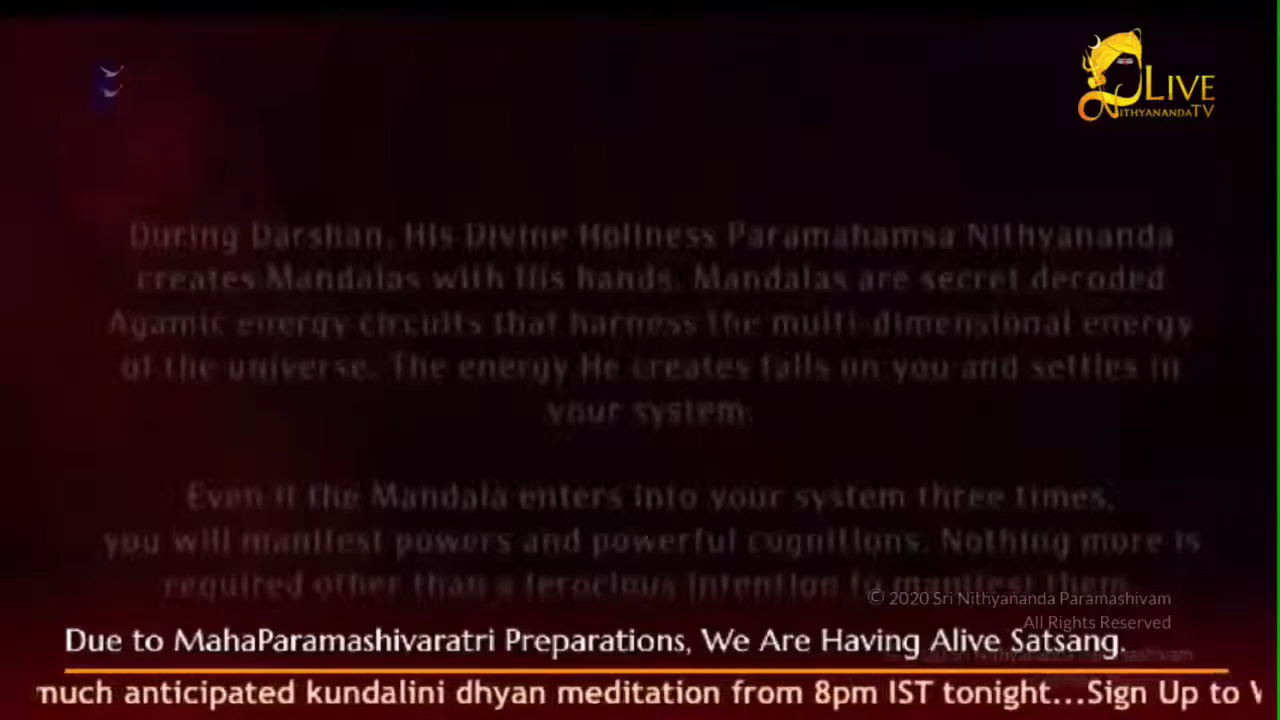 LIVE
NITHYANANDATV
During Darshan, His Divine Holiness Paramahamsa Nithyananda
creates Mandalas with His hands. Mandalas are secret decoded
Agamic energy circuits that harness the multi-dimensional energy
of the universe. The energy He creates falls on you and settles in
your system.
Even if the Mandala enters into your system three times,
you will manifest powers and powerful cognitions. Nothing more is
required other than a ferocious intention to manifest them.
© 2020 Sri Nithyananda Paramashivam
All Rights Reserved
Due to MahaParamashivaratri Preparations, We Are Having Alive Satsang.
much anticipated kundalini dhyan meditation from 8pm IST tonight...Sign Up to